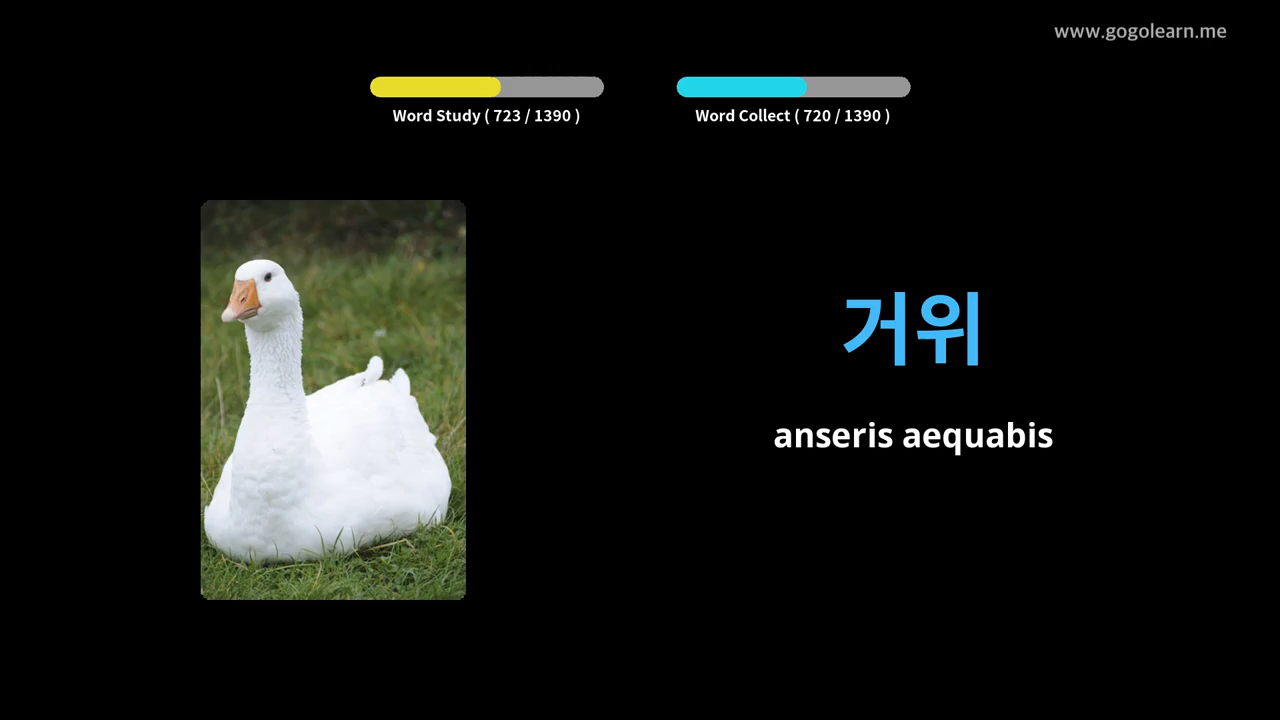 www.gogolearn.me
Word Study ( 723 / 1390 )
Word Collect ( 720 / 1390 )
거위
anseris aequabis